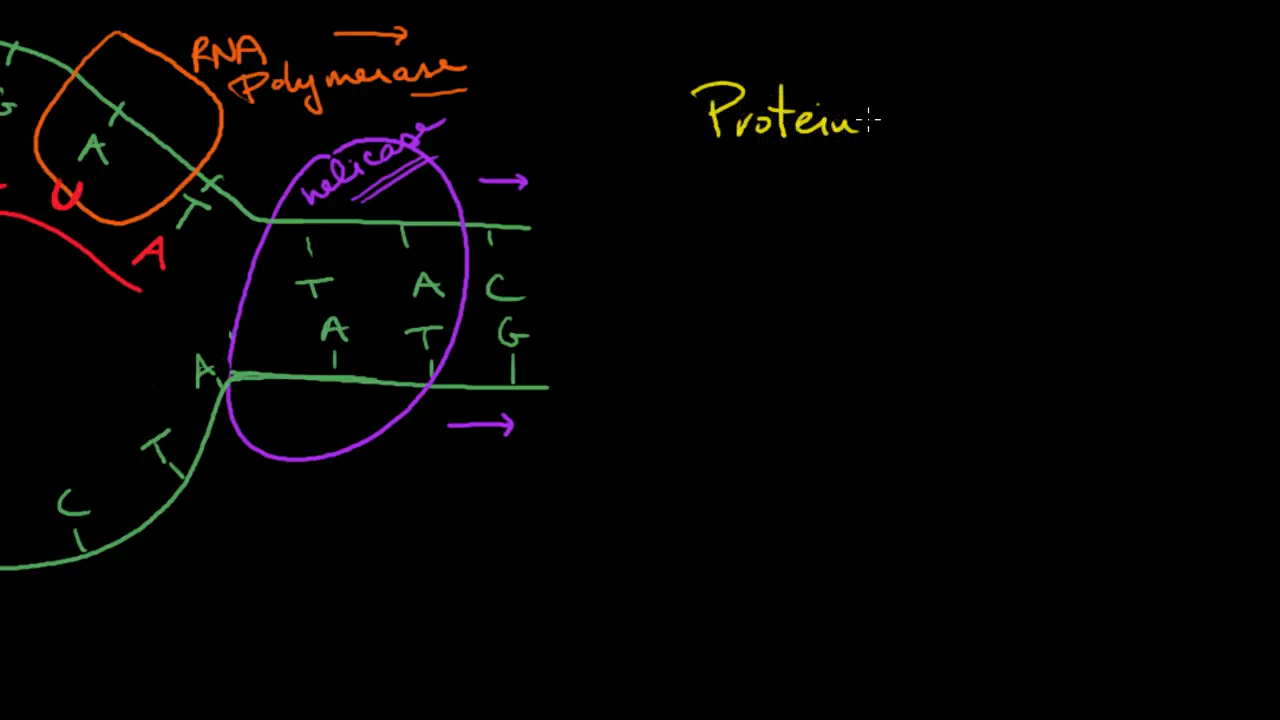 RNA
Polymerase
Protein
helicase
G
A
U
T
A
T A C
A T G
A
T
C